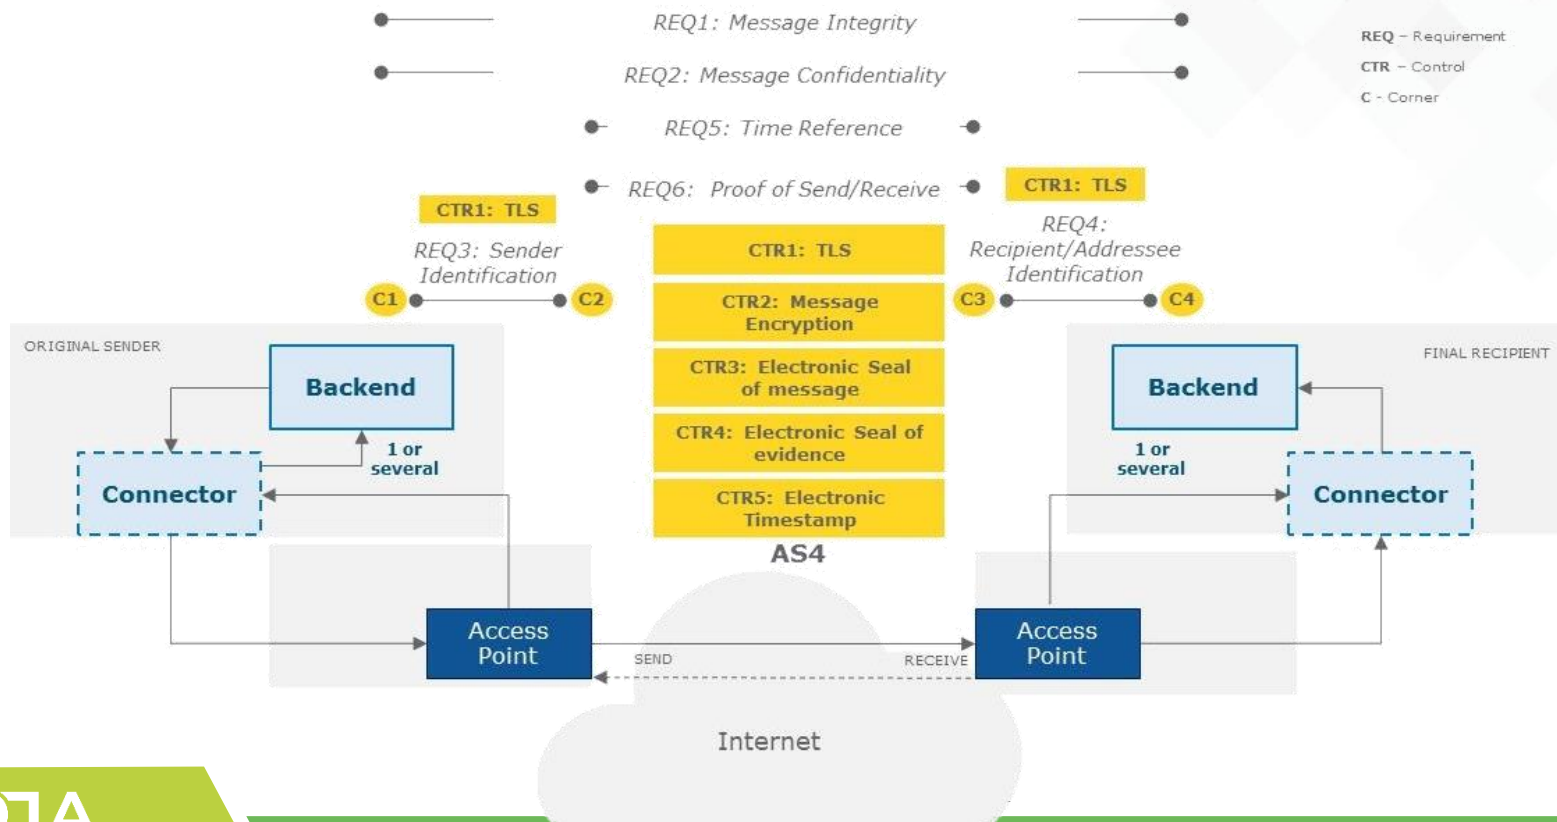 REQ1: Message Integrity
REQ2: Message Confidentiality
REQ5: Time Reference
REQ6: Proof of Send/Receive
REQ – Requirement
CTR – Control
C - Corner
CTR1: TLS
REQ3: Sender
Identification
C1
C2
CTR1: TLS
CTR2: Message
Encryption
CTR3: Electronic Seal
of message
CTR4: Electronic Seal of
evidence
CTR5: Electronic
Timestamp
AS4
CTR1: TLS
REQ4:
Recipient/Addressee
Identification
C3
C4
ORIGINAL SENDER
Backend
1 or
several
Connector
FINAL RECIPIENT
Backend
1 or
several
Connector
Access
Point
SEND
RECEIVE
Access
Point
Internet